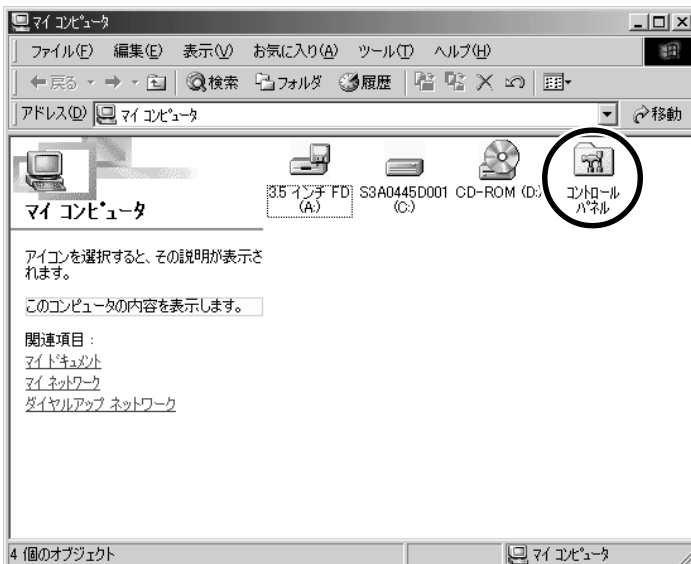 マイ コンピュータ
ファイル(F) 編集(E) 表示(V) お気に入り(A) ツール(T) ヘルプ(H)
戻る 検索 フォルダ 履歴
アドレス(D) マイ コンピュータ 移動
マイ コンピュータ
アイコンを選択すると、その説明が表示さ
れます。
このコンピュータの内容を表示します。
関連項目:
マイ ドキュメント
マイ ネットワーク
ダイヤルアップ ネットワーク
3.5 インチ FD
(A:)
S3A0445D001
(C:)
CD-ROM (D:)
コントロール
パネル
4 個のオブジェクト
マイ コンピュータ